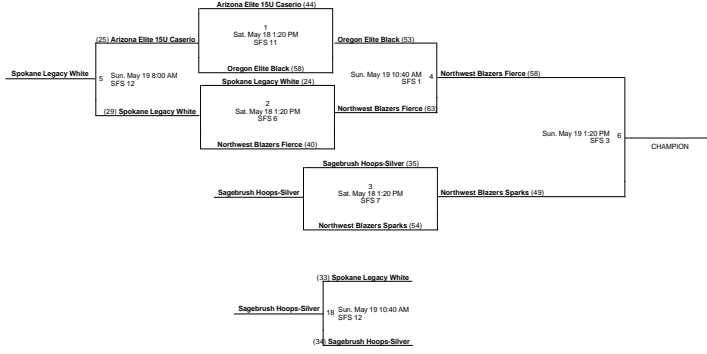 Arizona Elite 15U Caserio (44)
1
Sat. May 18 1:20 PM
SFS 11
(25) Arizona Elite 15U Caserio
Oregon Elite Black (53)
Oregon Elite Black (58)
Spokane Legacy White
5
Sun. May 19 8:00 AM
SFS 12
Spokane Legacy White (24)
Sun. May 19 10:40 AM
SFS 1
4
Northwest Blazers Fierce (58)
2
Sat. May 18 1:20 PM
SFS 6
(29) Spokane Legacy White
Northwest Blazers Fierce (63)
Northwest Blazers Fierce (40)
Sun. May 19 1:20 PM
SFS 3
6
CHAMPION
Sagebrush Hoops-Silver (35)
3
Sat. May 18 1:20 PM
SFS 7
Sagebrush Hoops-Silver
Northwest Blazers Sparks (49)
Northwest Blazers Sparks (54)
(33) Spokane Legacy White
Sagebrush Hoops-Silver
18
Sun. May 19 10:40 AM
SFS 12
(34) Sagebrush Hoops-Silver